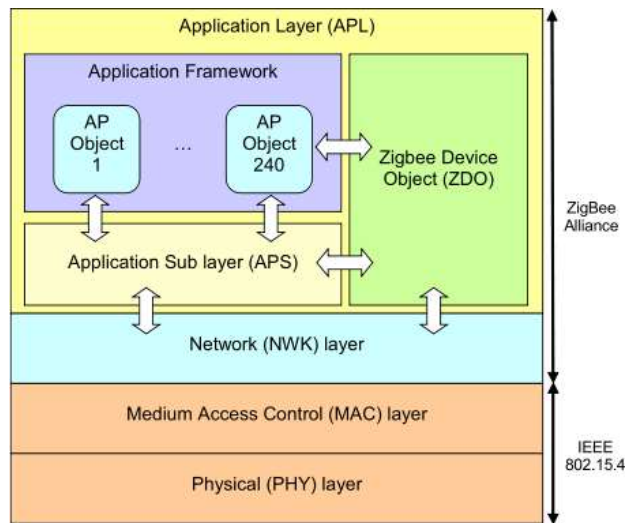 Application Layer (APL)
Application Framework
AP
Object
1
...
AP
Object
240
Zigbee Device
Object (ZDO)
Application Sub layer (APS)
Network (NWK) layer
Medium Access Control (MAC) layer
Physical (PHY) layer
ZigBee
Alliance
IEEE
802.15.4